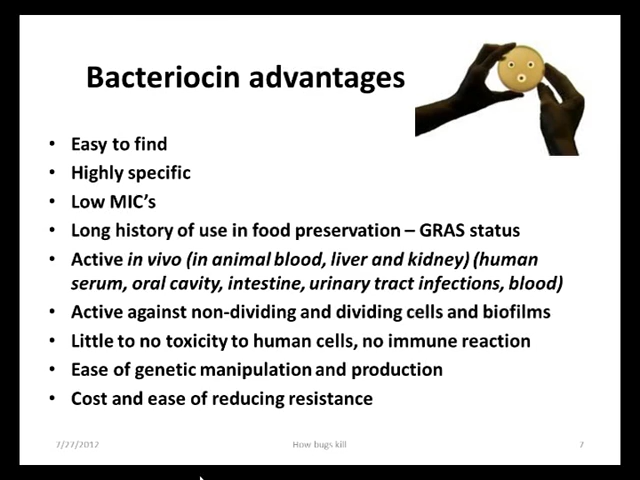 Bacteriocin advantages
• Easy to find
• Highly specific
• Low MIC's
• Long history of use in food preservation – GRAS status
• Active in vivo (in animal blood, liver and kidney) (human
serum, oral cavity, intestine, urinary tract infections, blood)
• Active against non-dividing and dividing cells and biofilms
• Little to no toxicity to human cells, no immune reaction
• Ease of genetic manipulation and production
• Cost and ease of reducing resistance
7/27/2012 How bugs kill 7